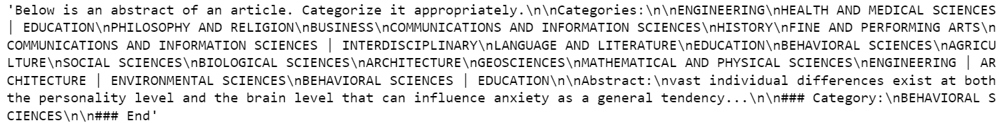 'Below is an abstract of an article. Categorize it appropriately.\n\nCategories:\n\nENGINEERING\nHEALTH AND MEDICAL SCIENCES
| EDUCATION\nPHILOSOPHY AND RELIGION\nBUSINESS\nCOMMUNICATIONS AND INFORMATION SCIENCES\nHISTORY\nFINE AND PERFORMING ARTS\n
COMMUNICATIONS AND INFORMATION SCIENCES | INTERDISCIPLINARY\nLANGUAGE AND LITERATURE\nEDUCATION\nBEHAVIORAL SCIENCES\nAGRICU
LTURE\nSOCIAL SCIENCES\nBIOLOGICAL SCIENCES\nARCHITECTURE\nGEOSCIENCES\nMATHEMATICAL AND PHYSICAL SCIENCES\nENGINEERING | AR
CHITECTURE | ENVIRONMENTAL SCIENCES\nBEHAVIORAL SCIENCES | EDUCATION\n\nAbstract:\nvast individual differences exist at both
the personality level and the brain level that can influence anxiety as a general tendency...\n\n### Category:\nBEHAVIORAL S
CIENCES\n\n### End'